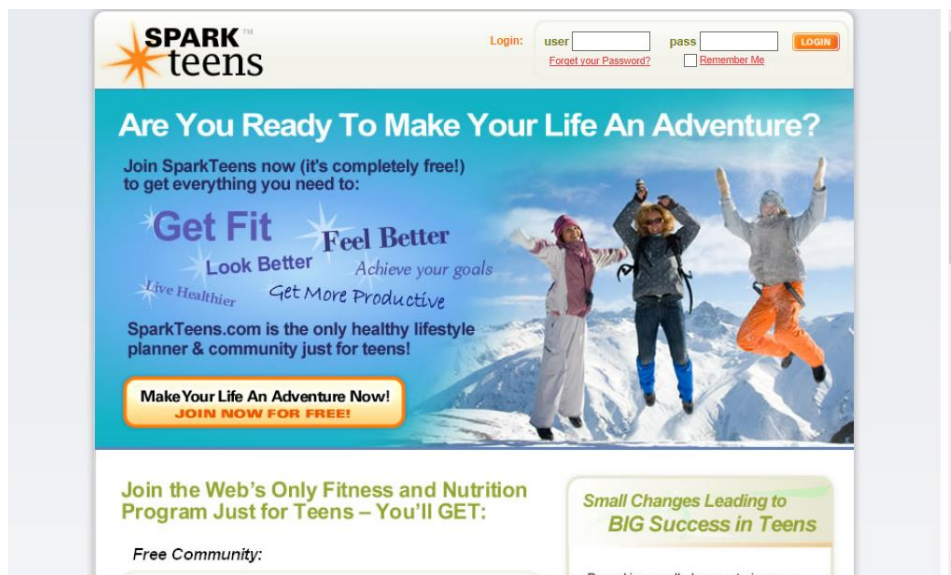 SPARK™
teens
Login:
user
pass
LOGIN
Forget your Password?
Remember Me
Are You Ready To Make Your Life An Adventure?
Join SparkTeens now (it's completely free!)
to get everything you need to:
Get Fit
Feel Better
Look Better
Achieve your goals
Live Healthier
Get More Productive
SparkTeens.com is the only healthy lifestyle
planner & community just for teens!
Make Your Life An Adventure Now!
JOIN NOW FOR FREE!
Join the Web's Only Fitness and Nutrition
Program Just for Teens – You'll GET:
Free Community:
Small Changes Leading to
BIG Success in Teens